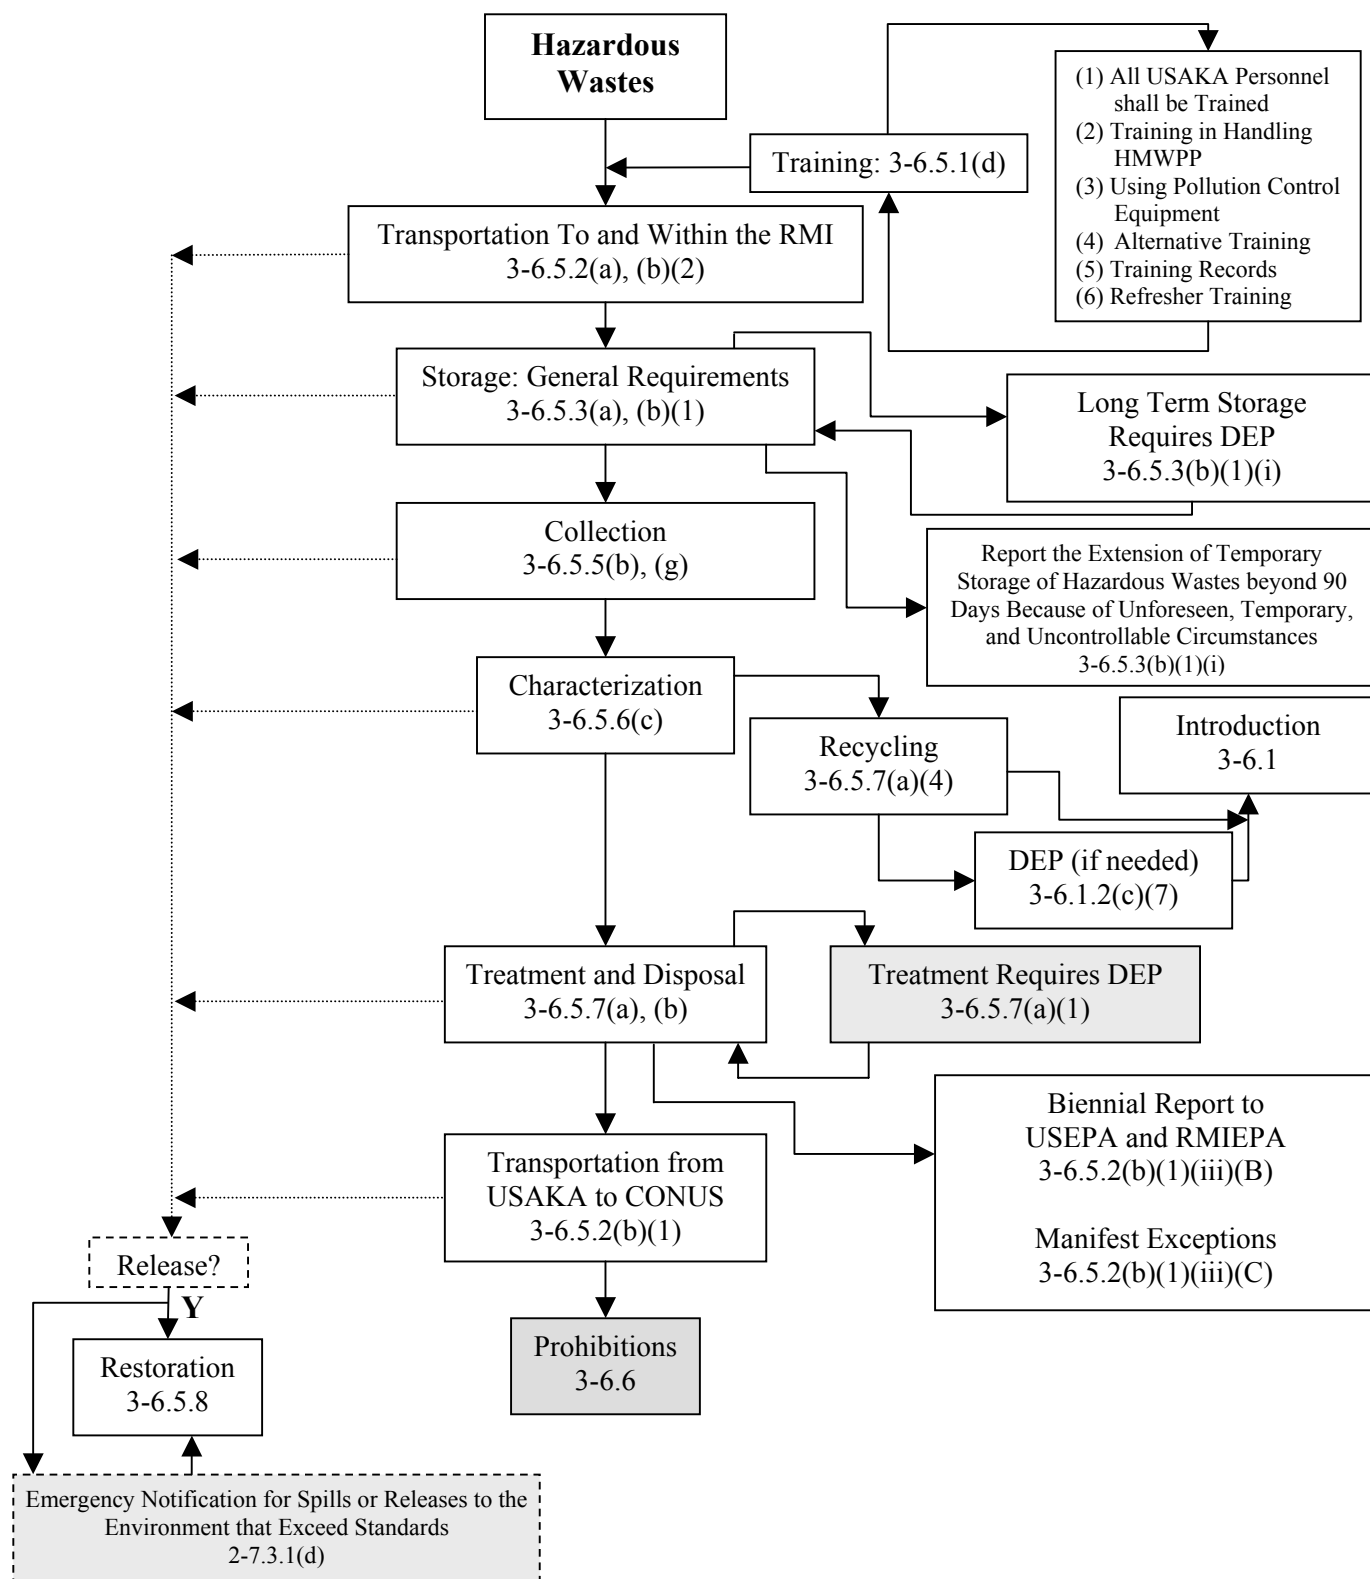 Hazardous
Wastes
(1) All USAKA Personnel
shall be Trained
(2) Training in Handling
HMWPP
(3) Using Pollution Control
Equipment
(4) Alternative Training
(5) Training Records
(6) Refresher Training
Training: 3-6.5.1(d)
Transportation To and Within the RMI
3-6.5.2(a), (b)(2)
Storage: General Requirements
3-6.5.3(a), (b)(1)
Long Term Storage
Requires DEP
3-6.5.3(b)(1)(i)
Collection
3-6.5.5(b), (g)
Report the Extension of Temporary
Storage of Hazardous Wastes beyond 90
Days Because of Unforeseen, Temporary,
and Uncontrollable Circumstances
3-6.5.3(b)(1)(i)
Characterization
3-6.5.6(c)
Recycling
3-6.5.7(a)(4)
Introduction
3-6.1
DEP (if needed)
3-6.1.2(c)(7)
Treatment and Disposal
3-6.5.7(a), (b)
Treatment Requires DEP
3-6.5.7(a)(1)
Biennial Report to
USEPA and RMIEPA
3-6.5.2(b)(1)(iii)(B)
Manifest Exceptions
3-6.5.2(b)(1)(iii)(C)
Transportation from
USAKA to CONUS
3-6.5.2(b)(1)
Release?
Y
Restoration
3-6.5.8
Prohibitions
3-6.6
Emergency Notification for Spills or Releases to the
Environment that Exceed Standards
2-7.3.1(d)